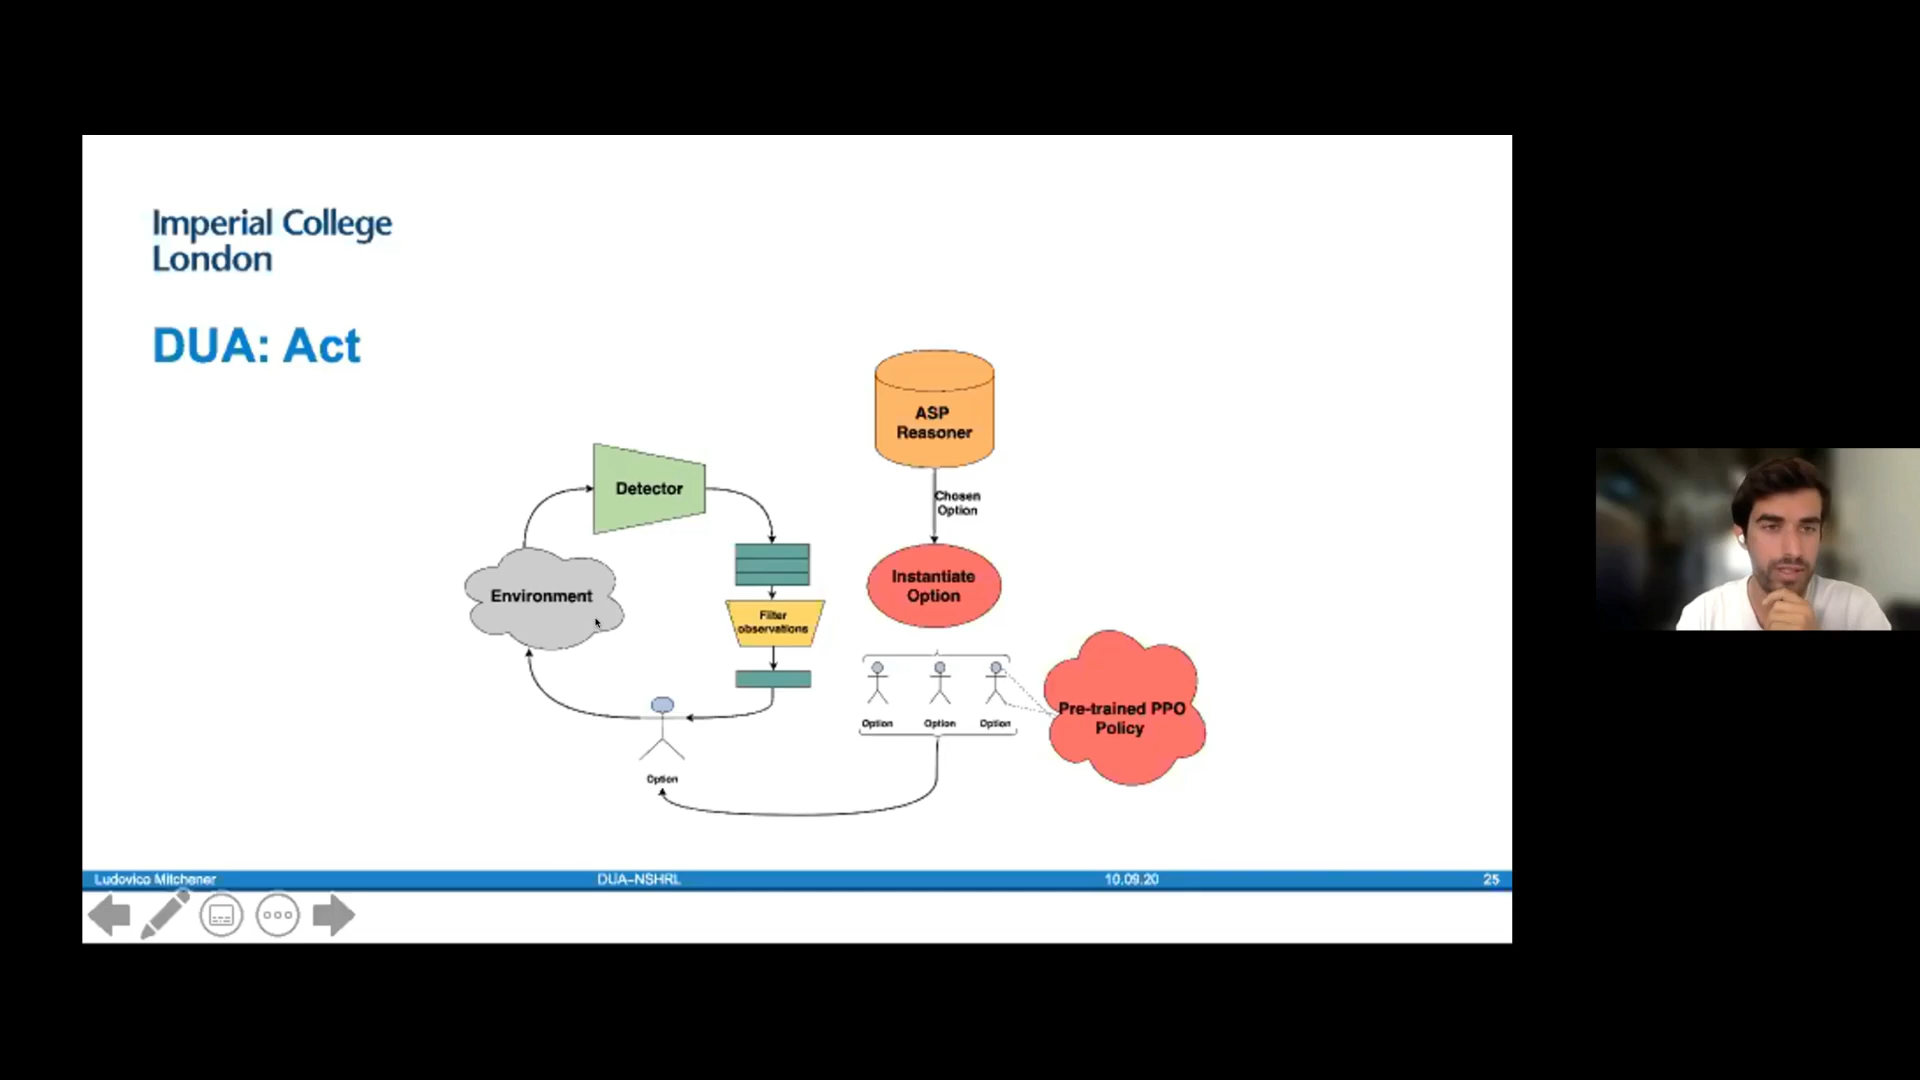 Imperial College
London
DUA: Act
ASP
Reasoner
Detector
Chosen
Option
Instantiate
Option
Environment
Filter
observations
Pre-trained PPO
Policy
Option
Option
Option
Option
Ludovico Mitchener
DUA-NSHRL
10.09.20
25